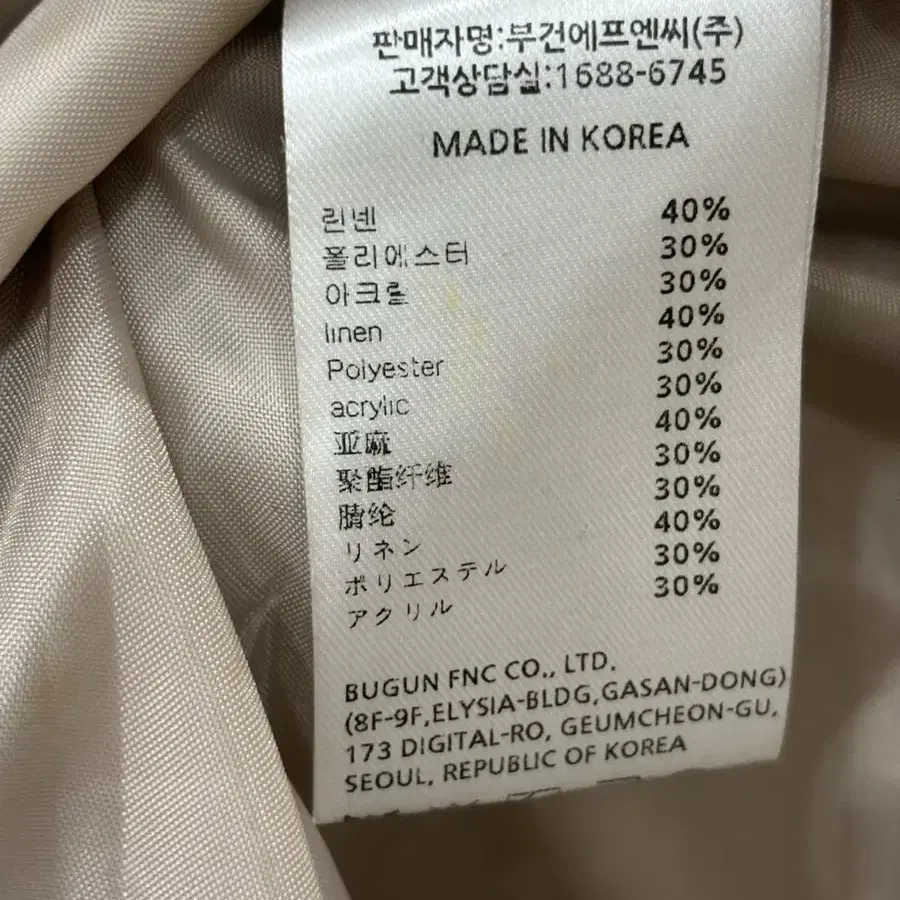 판매자명:부건에프엔씨(주)
고객상담실:1688-6745
MADE IN KOREA
린넨 40%
폴리에스터 30%
아크릴 30%
linen 40%
Polyester 30%
acrylic 30%
亚麻 40%
聚酯纤维 30%
腈纶 30%
リネン 40%
ポリエステル 30%
アクリル 30%
BUGUN FNC CO., LTD.
(8F-9F,ELYSIA-BLDG,GASAN-DONG)
173 DIGITAL-RO, GEUMCHEON-GU,
SEOUL, REPUBLIC OF KOREA